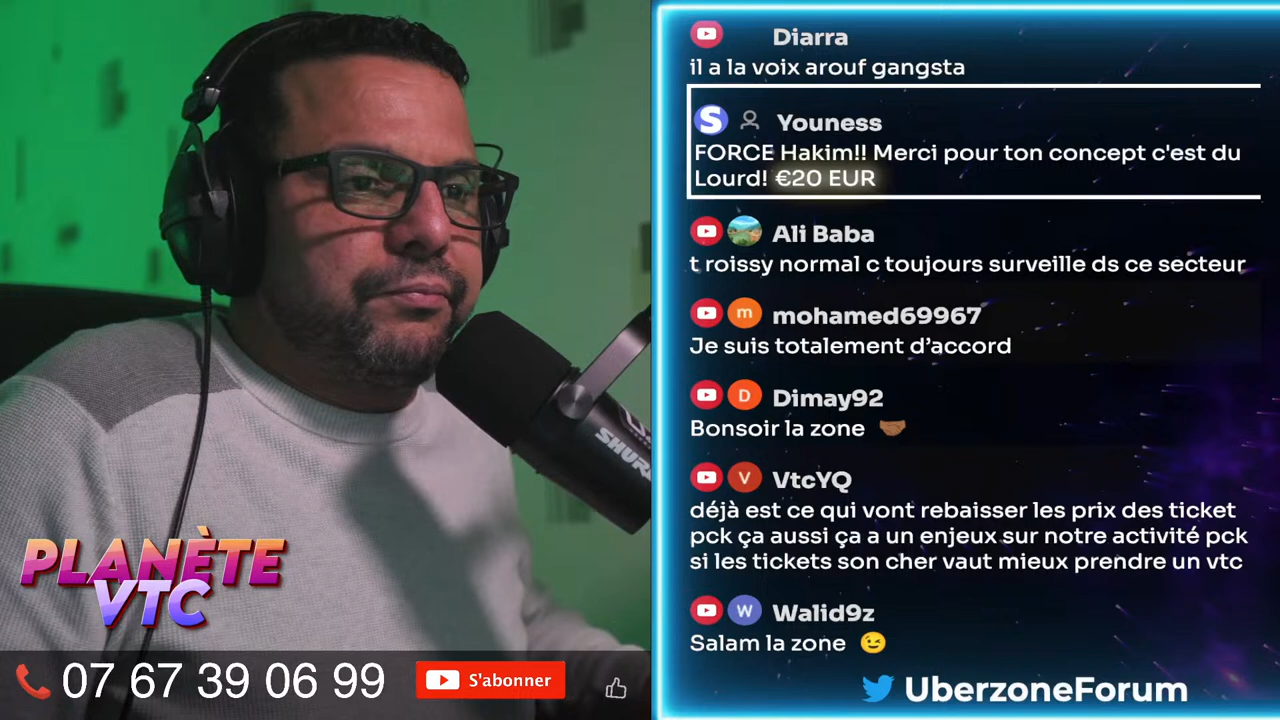 Diarra
il a la voix arouf gangsta
S
Youness
FORCE Hakim!! Merci pour ton concept c'est du
Lourd! €20 EUR
Ali Baba
t roissy normal c toujours surveille ds ce secteur
m mohamed69967
Je suis totalement d’accord
D Dimay92
Bonsoir la zone 🤝🏾
V VtcYQ
déjà est ce qui vont rebaisser les prix des ticket
pck ça aussi ça a un enjeux sur notre activité pck
si les tickets son cher vaut mieux prendre un vtc
W Walid9z
Salam la zone 😉
UberzoneForum
SHURE
PLANÈTE
VTC
07 67 39 06 99
S'abonner